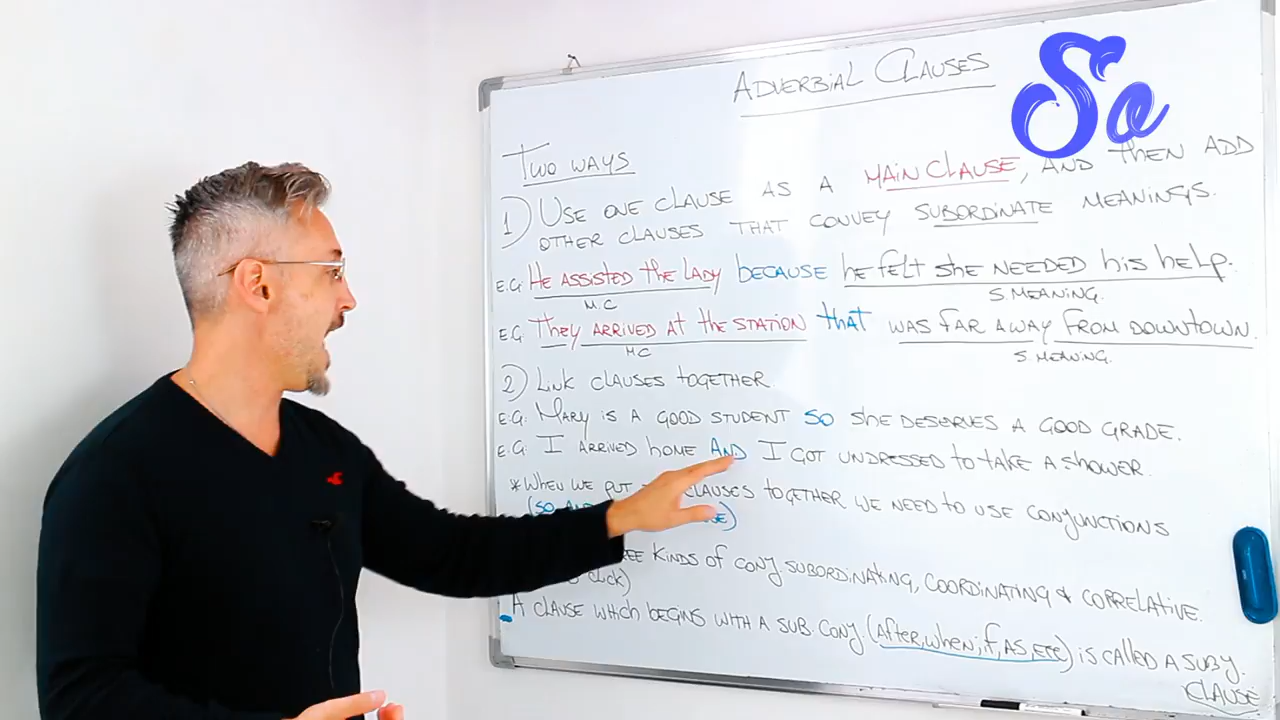 ADVERBIAL CLAUSES
So
TWO WAYS
1) USE ONE CLAUSE AS A MAIN CLAUSE, AND THEN ADD
OTHER CLAUSES THAT CONVEY SUBORDINATE MEANINGS.
E.G. HE ASSISTED THE LADY BECAUSE HE FELT SHE NEEDED HIS HELP.
M.C S. MEANING.
E.G. THEY ARRIVED AT THE STATION THAT WAS FAR AWAY FROM DOWNTOWN.
MC S. MEANING.
2) LINK CLAUSES TOGETHER.
E.G. MARY IS A GOOD STUDENT SO SHE DESERVES A GOOD GRADE.
E.G. I ARRIVED HOME AND I GOT UNDRESSED TO TAKE A SHOWER.
*WHEN WE PUT CLAUSES TOGETHER WE NEED TO USE CONJUNCTIONS
(SO
KINDS OF CONJ. SUBORDINATING, COORDINATING & CORRELATIVE.
CLICK)
A CLAUSE WHICH BEGINS WITH A SUB. CONJ (AFTER, WHEN, IF, AS, ETC) IS CALLED A SUBJ.
CLAUSE